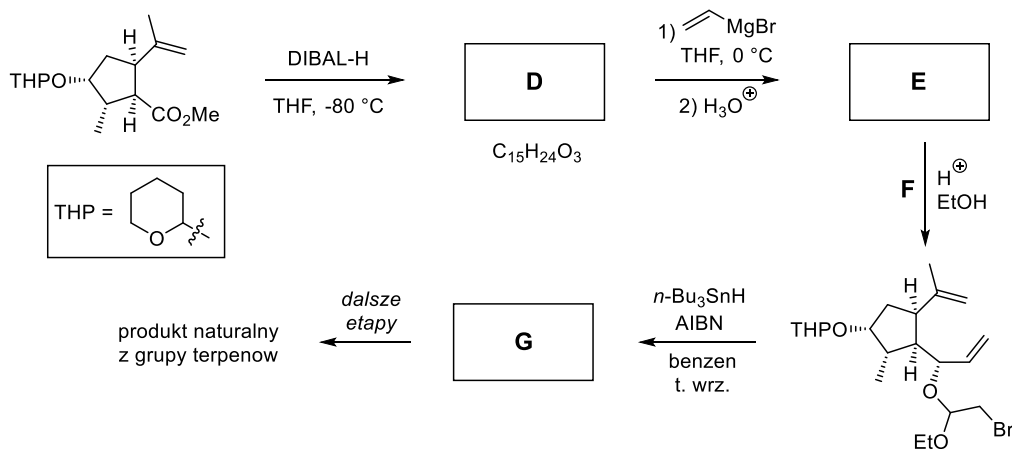 H
THPO
H
CO₂Me
DIBAL-H
THF, -80 °C
D
C₁₅H₂₄O₃
1) MgBr
THF, 0 °C
2) H₃O⊕
E
THP =
O
F
H⊕
EtOH
H
THPO
H
O
EtO
Br
n-Bu₃SnH
AIBN
benzen
t. wrz.
G
dalsze
etapy
produkt naturalny
z grupy terpenow